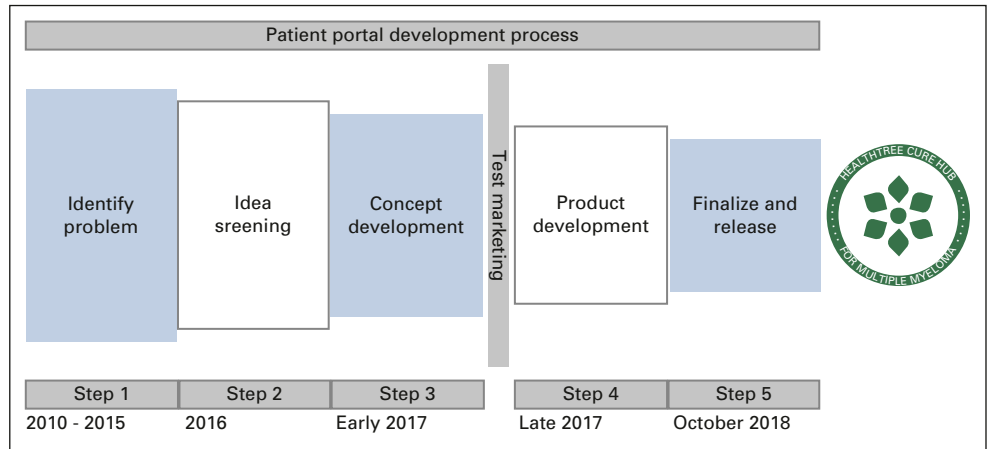 Patient portal development process
Identify
problem
Idea
sreening
Concept
development
Test marketing
Product
development
Finalize and
release
HEALTHTREE CURE HUB
FOR MULTIPLE MYELOMA
Step 1
Step 2
Step 3
Step 4
Step 5
2010 - 2015
2016
Early 2017
Late 2017
October 2018